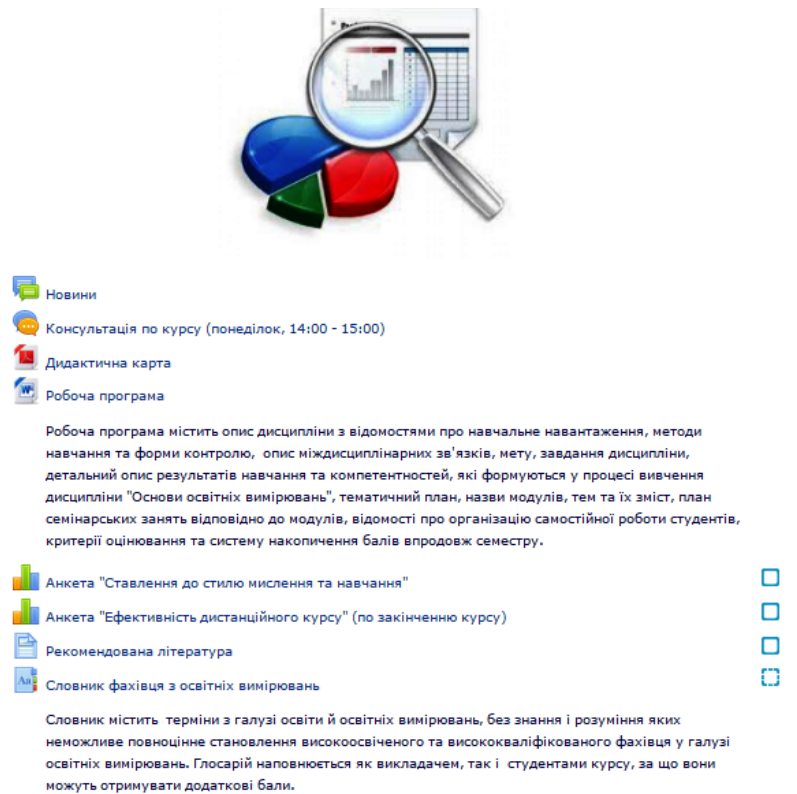 Новини
Консультація по курсу (понеділок, 14:00 - 15:00)
Дидактична карта
Робоча програма
Робоча програма містить опис дисципліни з відомостями про навчальне навантаження, методи
навчання та форми контролю, опис міждисциплінарних зв'язків, мету, завдання дисципліни,
детальний опис результатів навчання та компетентностей, які формуються у процесі вивчення
дисципліни "Основи освітніх вимірювань", тематичний план, назви модулів, тем та їх зміст, план
семінарських занять відповідно до модулів, відомості про організацію самостійної роботи студентів,
критерії оцінювання та систему накопичення балів впродовж семестру.
Анкета "Ставлення до стилю мислення та навчання"
Анкета "Ефективність дистанційного курсу" (по закінченню курсу)
Рекомендована література
Словник фахівця з освітніх вимірювань
Словник містить терміни з галузі освіти й освітніх вимірювань, без знання і розуміння яких
неможливе повноцінне становлення високоосвіченого та висококваліфікованого фахівця у галузі
освітніх вимірювань. Глосарій наповнюється як викладачем, так і студентами курсу, за що вони
можуть отримувати додаткові бали.